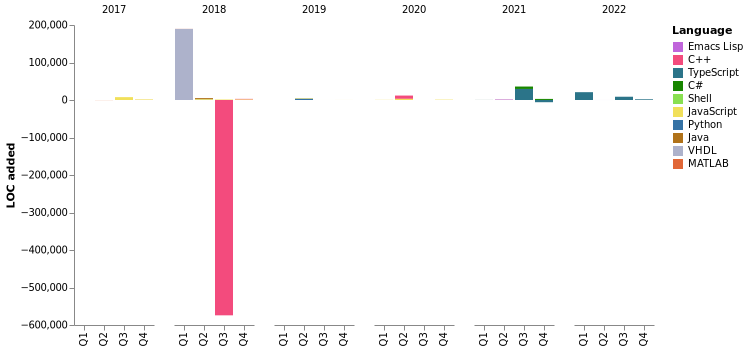 2017 2018 2019 2020 2021 2022
200,000
100,000
0
−100,000
−200,000
−300,000
−400,000
−500,000
−600,000
LOC added
Q1 Q2 Q3 Q4 Q1 Q2 Q3 Q4 Q1 Q2 Q3 Q4 Q1 Q2 Q3 Q4 Q1 Q2 Q3 Q4 Q1 Q2 Q3 Q4
Language
Emacs Lisp
C++
TypeScript
C#
Shell
JavaScript
Python
Java
VHDL
MATLAB